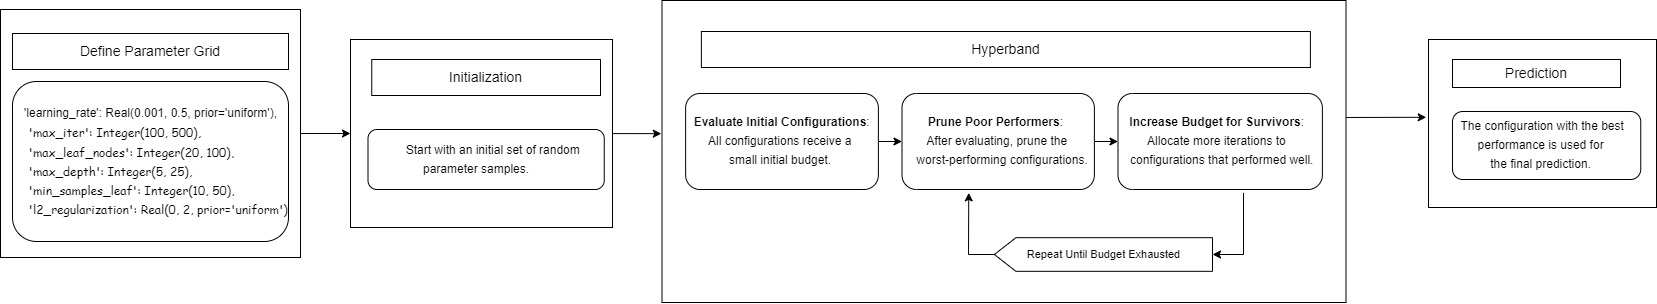 Define Parameter Grid
'learning_rate': Real(0.001, 0.5, prior='uniform'),
'max_iter': Integer(100, 500),
'max_leaf_nodes': Integer(20, 100),
'max_depth': Integer(5, 25),
'min_samples_leaf': Integer(10, 50),
'l2_regularization': Real(0, 2, prior='uniform')
Initialization
Start with an initial set of random
parameter samples.
Hyperband
Evaluate Initial Configurations:
All configurations receive a
small initial budget.
Prune Poor Performers:
After evaluating, prune the
worst-performing configurations.
Increase Budget for Survivors:
Allocate more iterations to
configurations that performed well.
Repeat Until Budget Exhausted
Prediction
The configuration with the best
performance is used for
the final prediction.